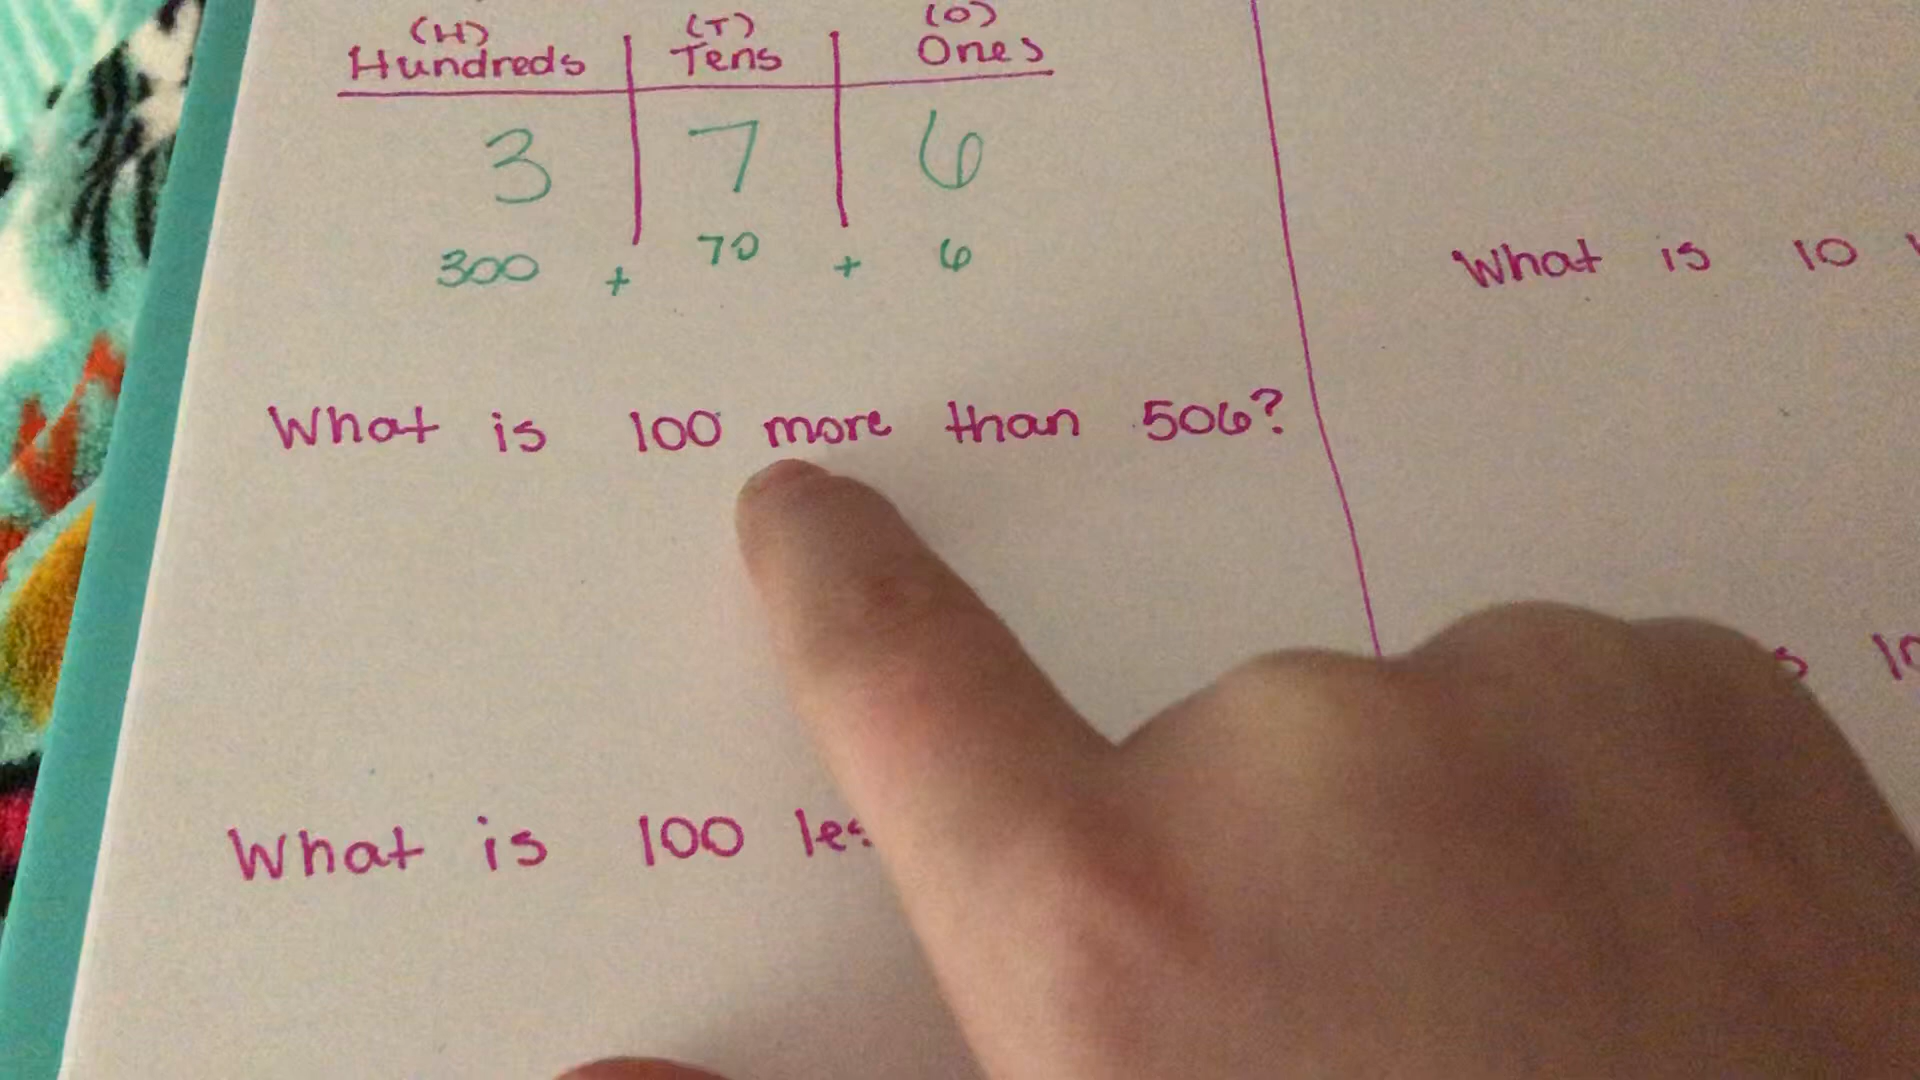 (H) (T) (O)
Hundreds Tens Ones
3 7 6
300 + 70 + 6
What is 100 more than 506?
What is 100
What is 10